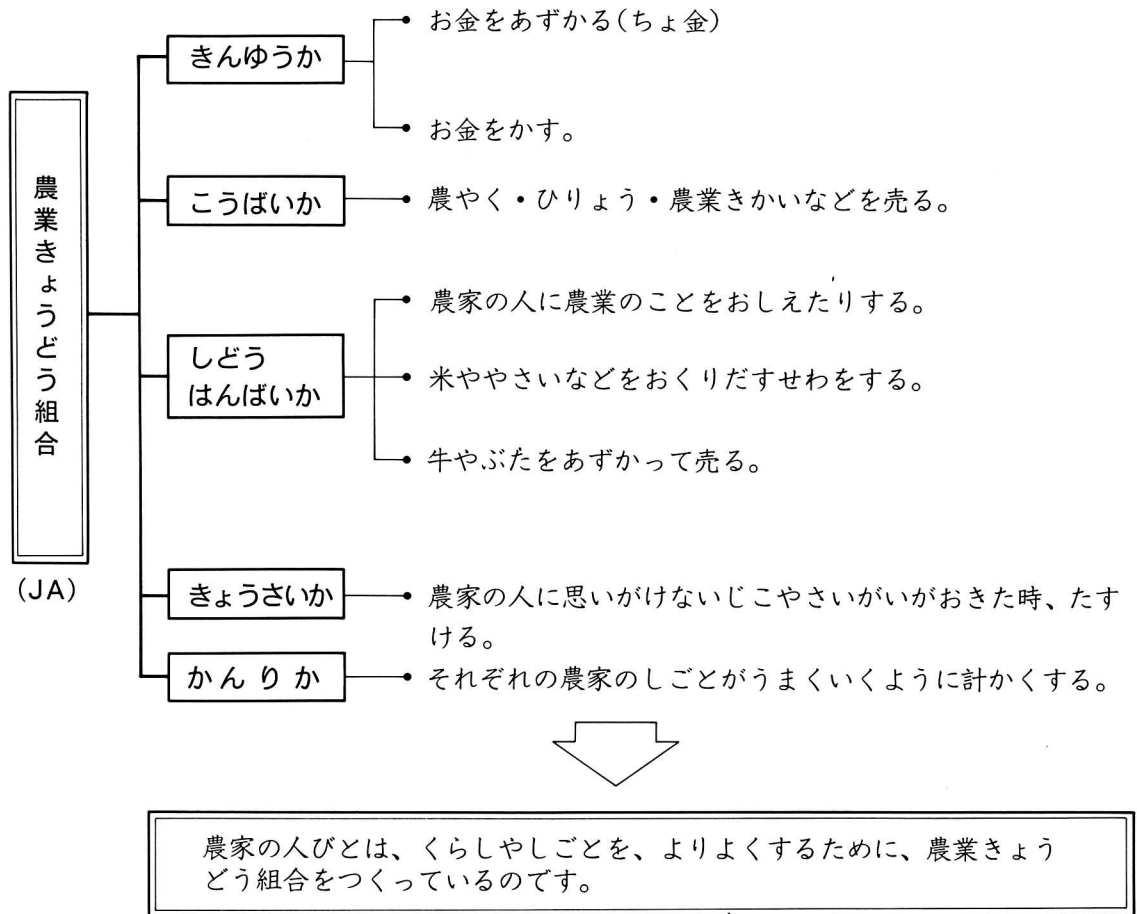 農業きょうどう組合
(JA)
きんゆうか
• お金をあずかる(ちょ金)
• お金をかす。
こうばいか
• 農やく・ひりょう・農業きかいなどを売る。
しどう
はんばいか
• 農家の人に農業のことをおしえたりする。
• 米ややさいなどをおくりだすせわをする。
• 牛やぶたをあずかって売る。
きょうさいか
• 農家の人に思いがけないじこやさいがいがおきた時、たす
ける。
かんりか
• それぞれの農家のしごとがうまくいくように計かくする。
農家の人びとは、くらしやしごとを、よりよくするために、農業きょう
どう組合をつくっているのです。